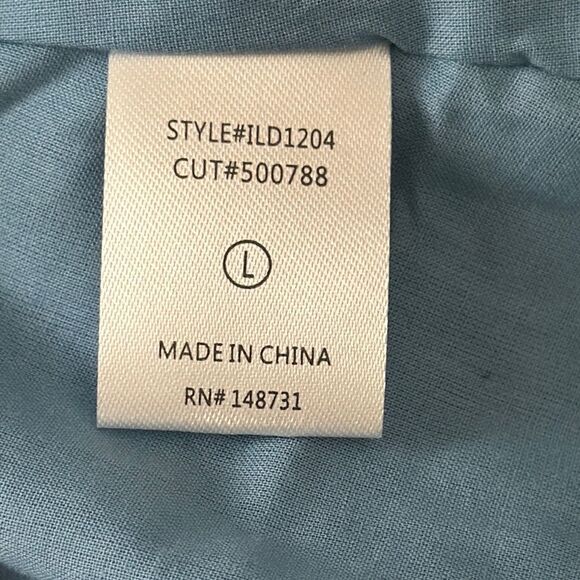 STYLE#ILD1204
CUT#500788
L
MADE IN CHINA
RN# 148731